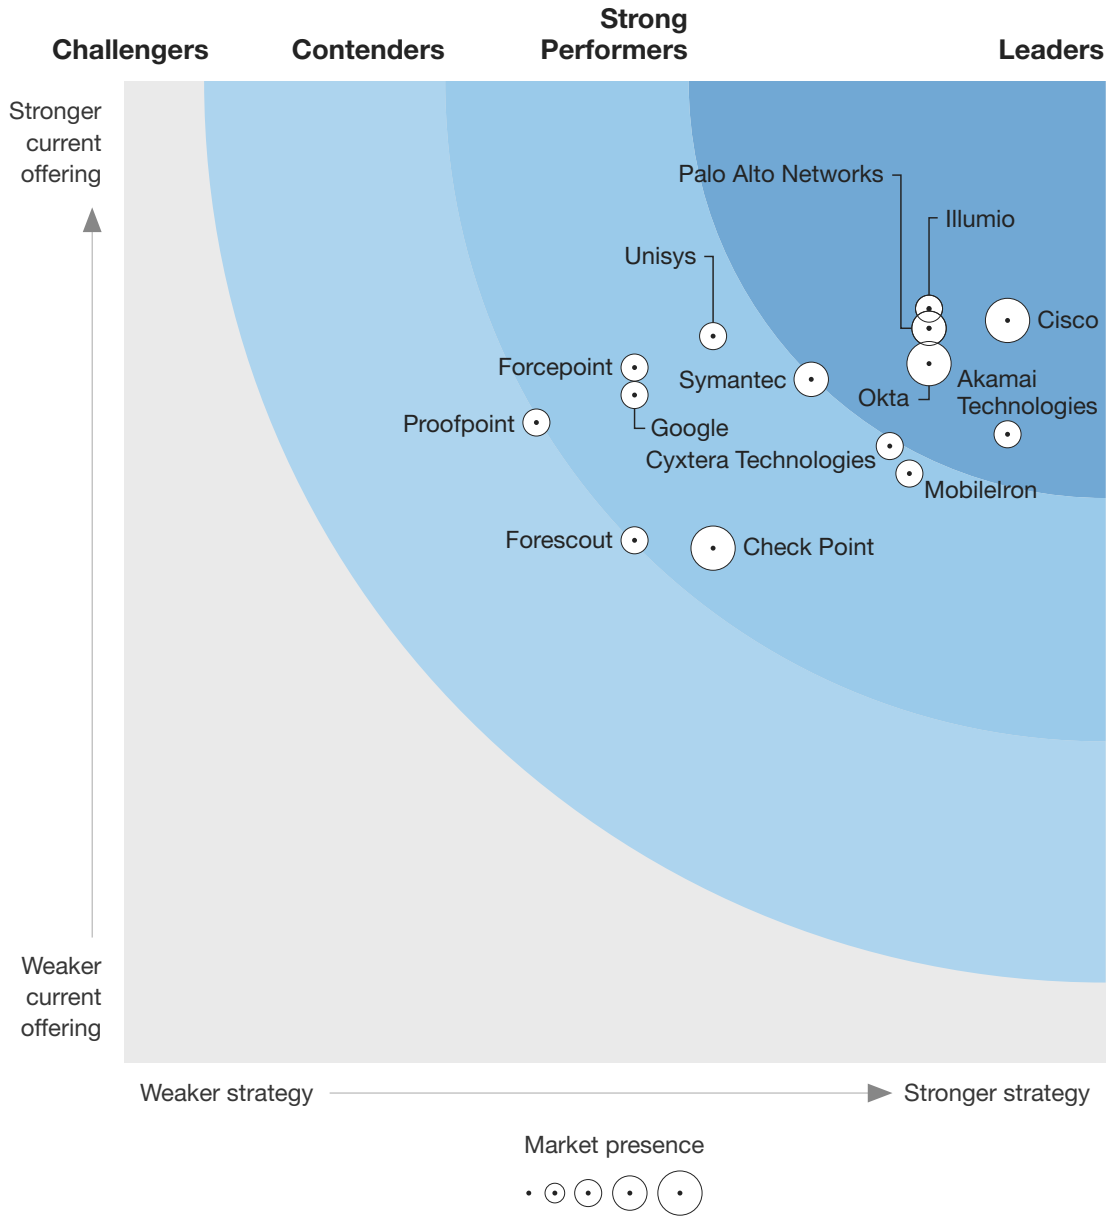 Challengers
Contenders
Strong
Performers
Leaders
Stronger
current
offering
Palo Alto Networks
Illumio
Unisys
Cisco
Forcepoint
Symantec
Akamai
Technologies
Okta
Proofpoint
Google
Cyxtera Technologies
MobileIron
Forescout
Check Point
Weaker
current
offering
Weaker strategy
Stronger strategy
Market presence